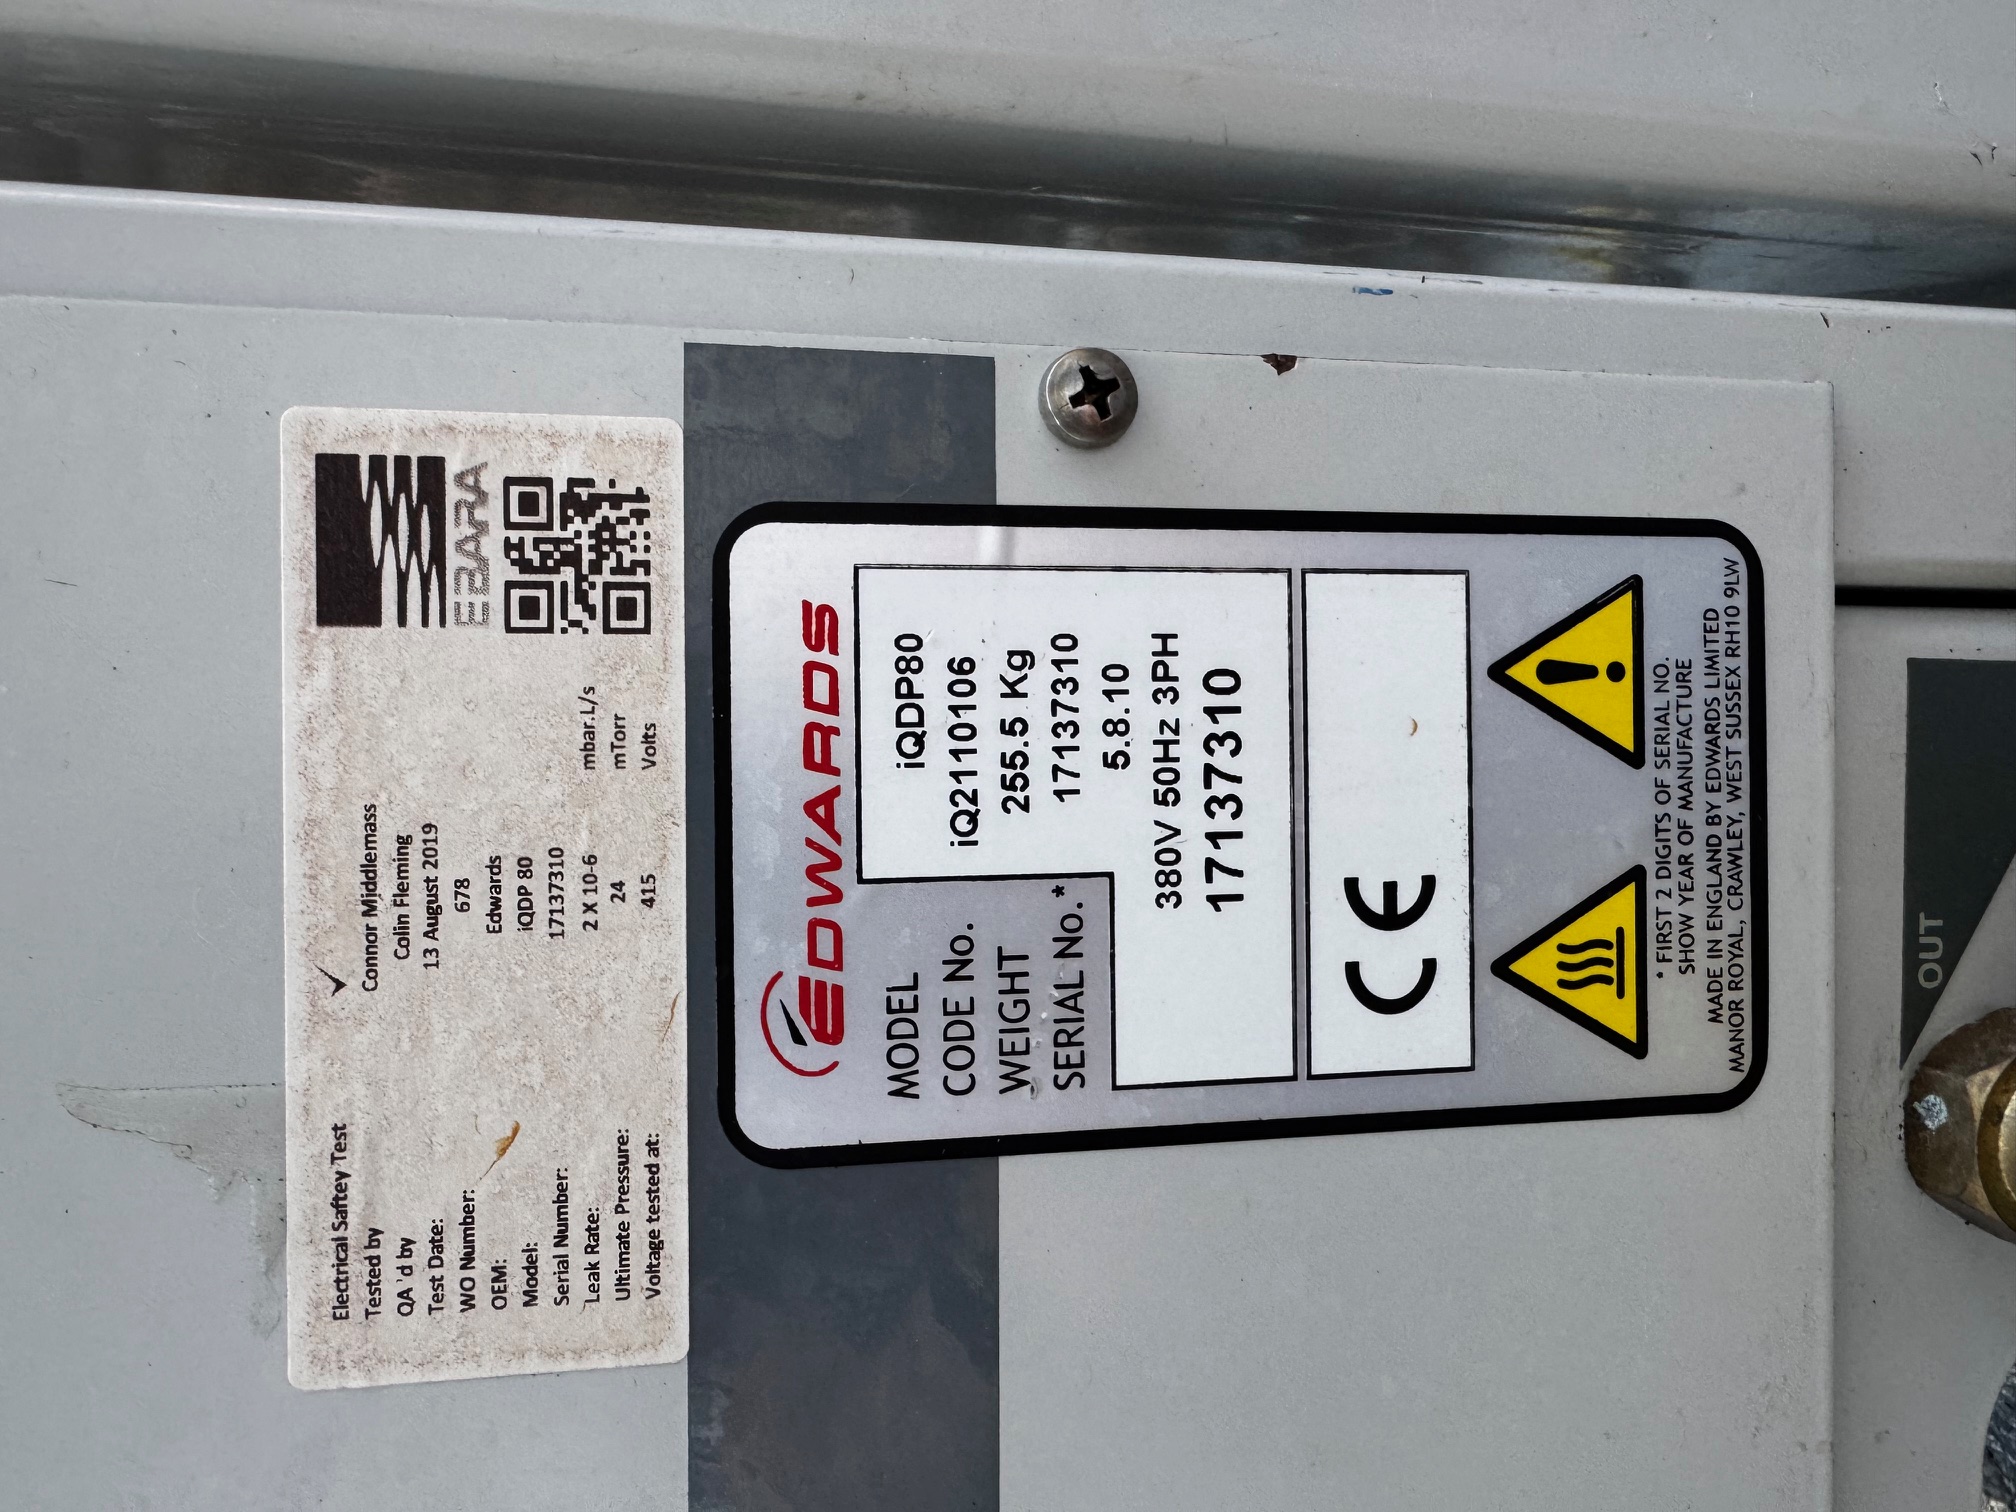 Electrical Saftey Test ✓
Tested by Connor Middlemass
QA 'd by Colin Fleming
Test Date: 13 August 2019
WO Number: 678
OEM: Edwards
Model: iQDP 80
Serial Number: 17137310
Leak Rate: 2 X 10-6 mbar.L/s
Ultimate Pressure: 24 mTorr
Voltage tested at: 415 Volts
EBARA
EDWARDS
MODEL iQDP80
CODE No. iQ2110106
WEIGHT 255.5 Kg
SERIAL No.* 17137310
5.8.10
380V 50Hz 3PH
17137310
CE
* FIRST 2 DIGITS OF SERIAL NO.
SHOW YEAR OF MANUFACTURE
MADE IN ENGLAND BY EDWARDS LIMITED
MANOR ROYAL, CRAWLEY, WEST SUSSEX RH10 9LW
OUT